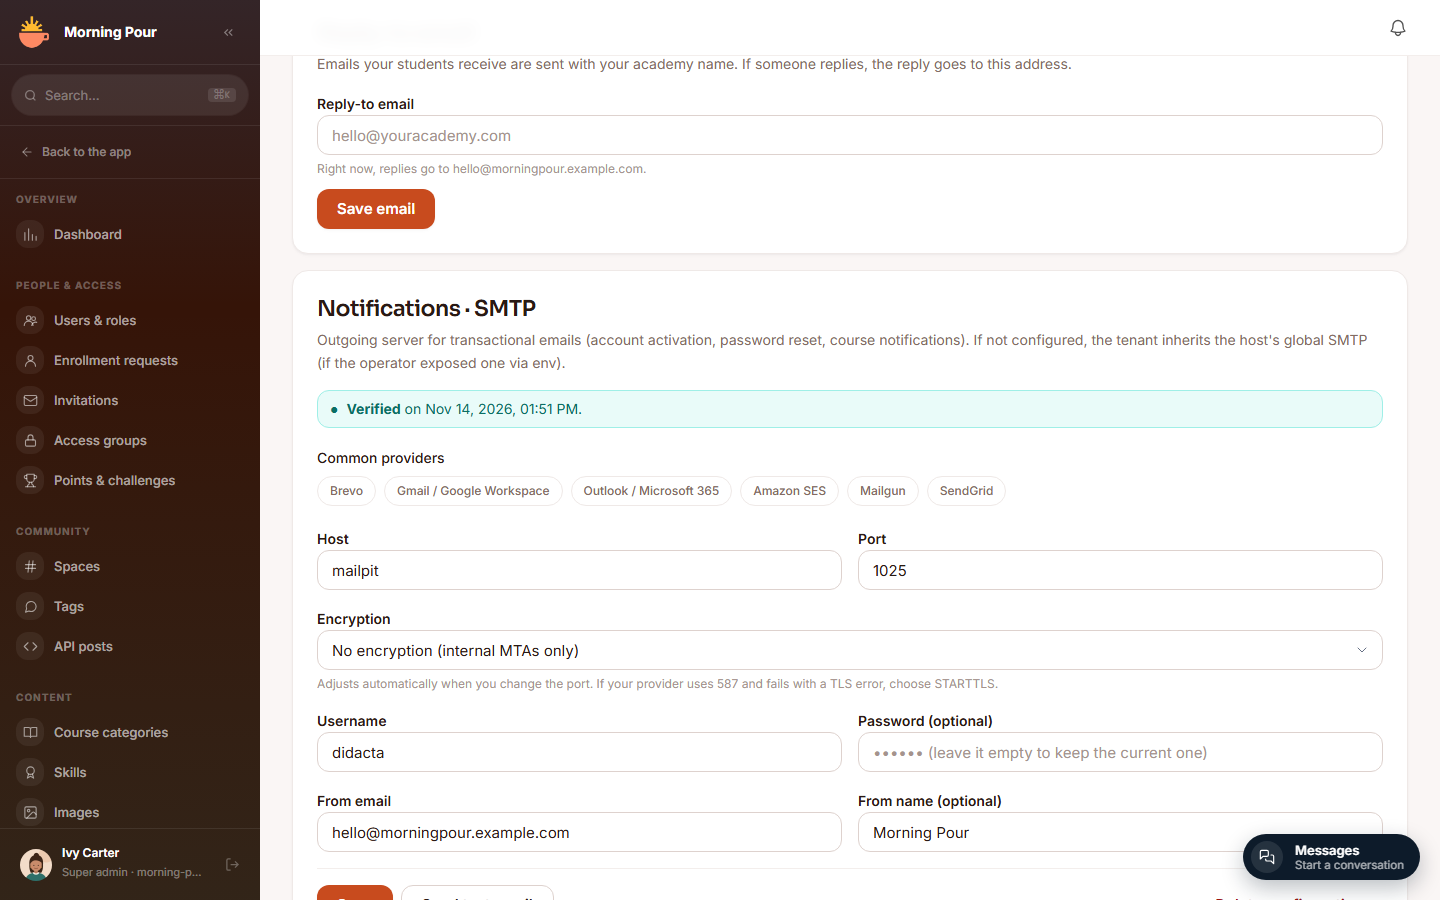 Morning Pour
Search...
⌘K
Back to the app
OVERVIEW
Dashboard
PEOPLE & ACCESS
Users & roles
Enrollment requests
Invitations
Access groups
Points & challenges
COMMUNITY
Spaces
Tags
API posts
CONTENT
Course categories
Skills
Images
Ivy Carter
Super admin · morning-p...
Emails your students receive are sent with your academy name. If someone replies, the reply goes to this address.
Reply-to email
hello@youracademy.com
Right now, replies go to hello@morningpour.example.com.
Save email
Notifications · SMTP
Outgoing server for transactional emails (account activation, password reset, course notifications). If not configured, the tenant inherits the host's global SMTP
(if the operator exposed one via env).
Verified on Nov 14, 2026, 01:51 PM.
Common providers
Brevo
Gmail / Google Workspace
Outlook / Microsoft 365
Amazon SES
Mailgun
SendGrid
Host
Port
mailpit
1025
Encryption
No encryption (internal MTAs only)
Adjusts automatically when you change the port. If your provider uses 587 and fails with a TLS error, choose STARTTLS.
Username
Password (optional)
didacta
•••••• (leave it empty to keep the current one)
From email
From name (optional)
hello@morningpour.example.com
Morning Pour
Messages
Start a conversation